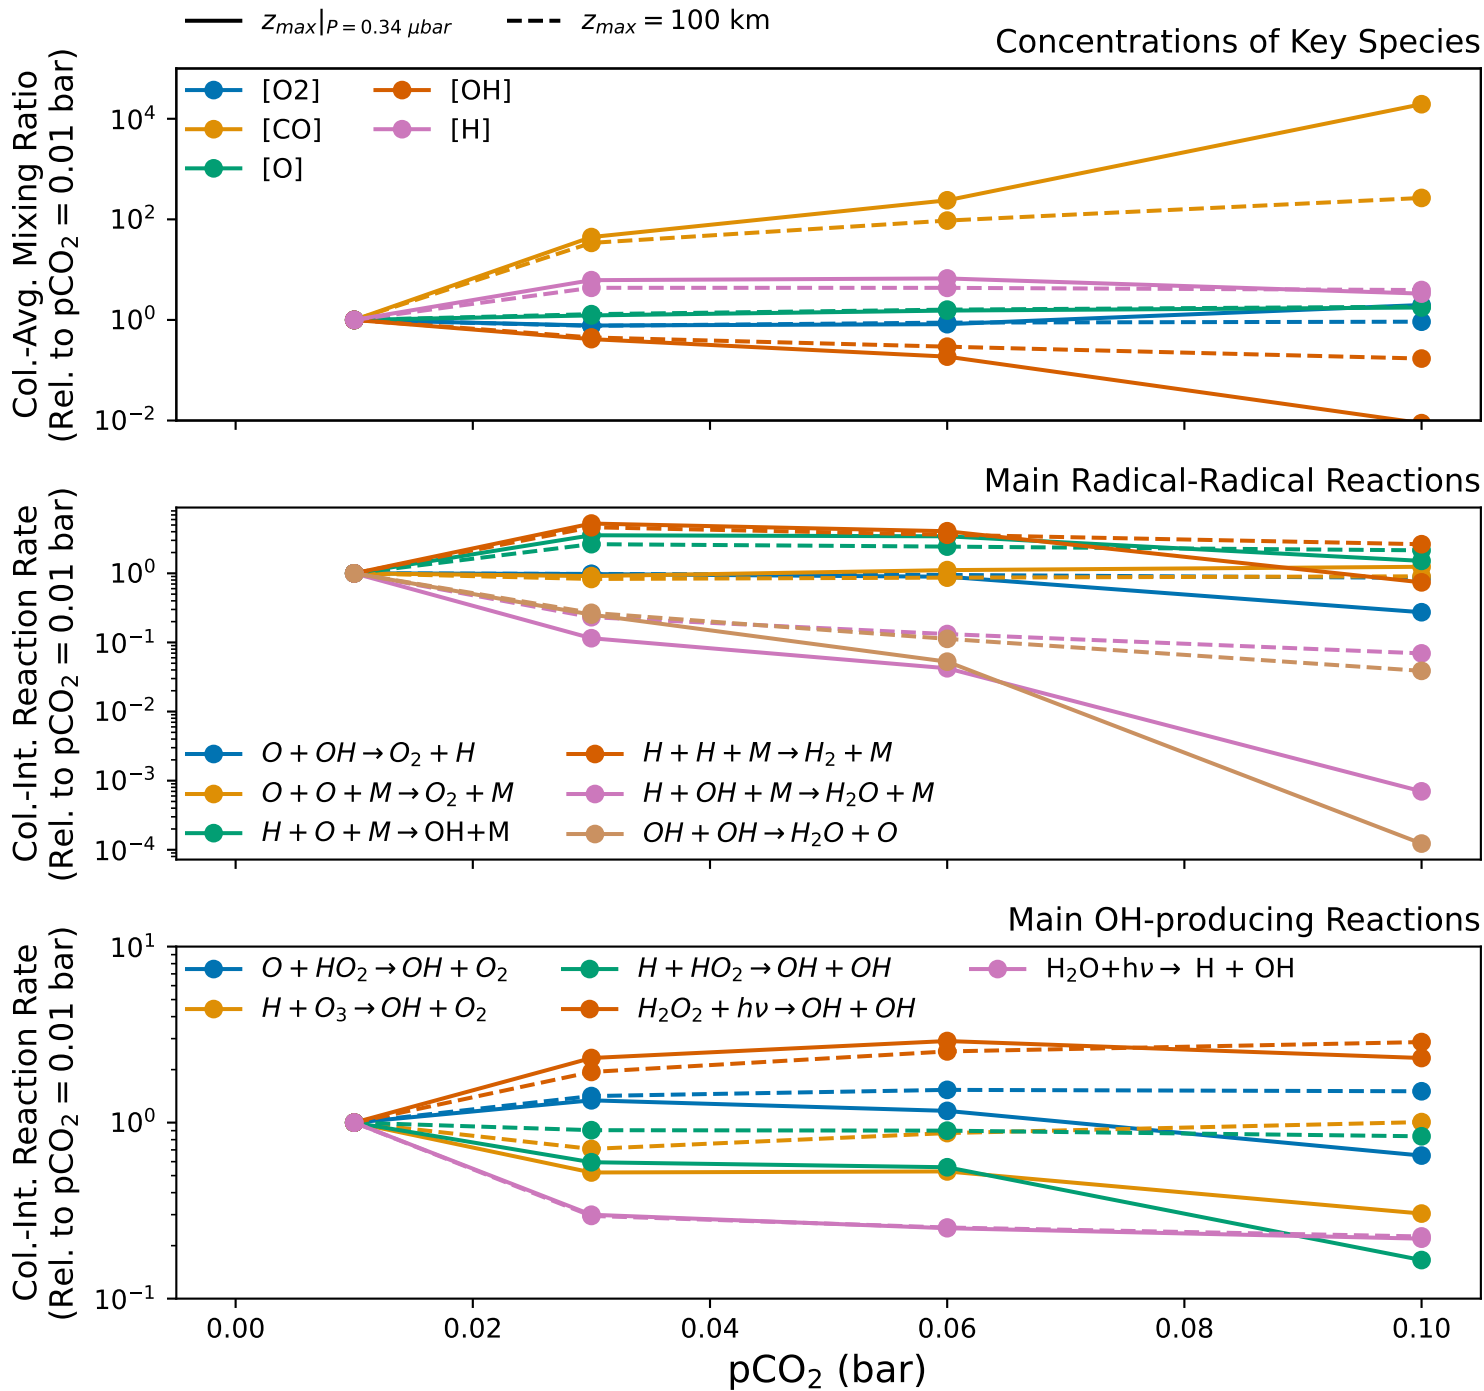 z_max|_{P = 0.34 μbar}
z_max = 100 km
Concentrations of Key Species
Col.-Avg. Mixing Ratio
(Rel. to pCO₂ = 0.01 bar)
10⁴
10²
10⁰
10⁻²
[O2]
[CO]
[O]
[OH]
[H]
Main Radical-Radical Reactions
Col.-Int. Reaction Rate
(Rel. to pCO₂ = 0.01 bar)
10⁰
10⁻¹
10⁻²
10⁻³
10⁻⁴
O + OH → O₂ + H
O + O + M → O₂ + M
H + O + M → OH+M
H + H + M → H₂ + M
H + OH + M → H₂O + M
OH + OH → H₂O + O
Main OH-producing Reactions
Col.-Int. Reaction Rate
(Rel. to pCO₂ = 0.01 bar)
10¹
10⁰
10⁻¹
O + HO₂ → OH + O₂
H + O₃ → OH + O₂
H + HO₂ → OH + OH
H₂O₂ + hν → OH + OH
H₂O+hν → H + OH
0.00 0.02 0.04 0.06 0.08 0.10
pCO₂ (bar)